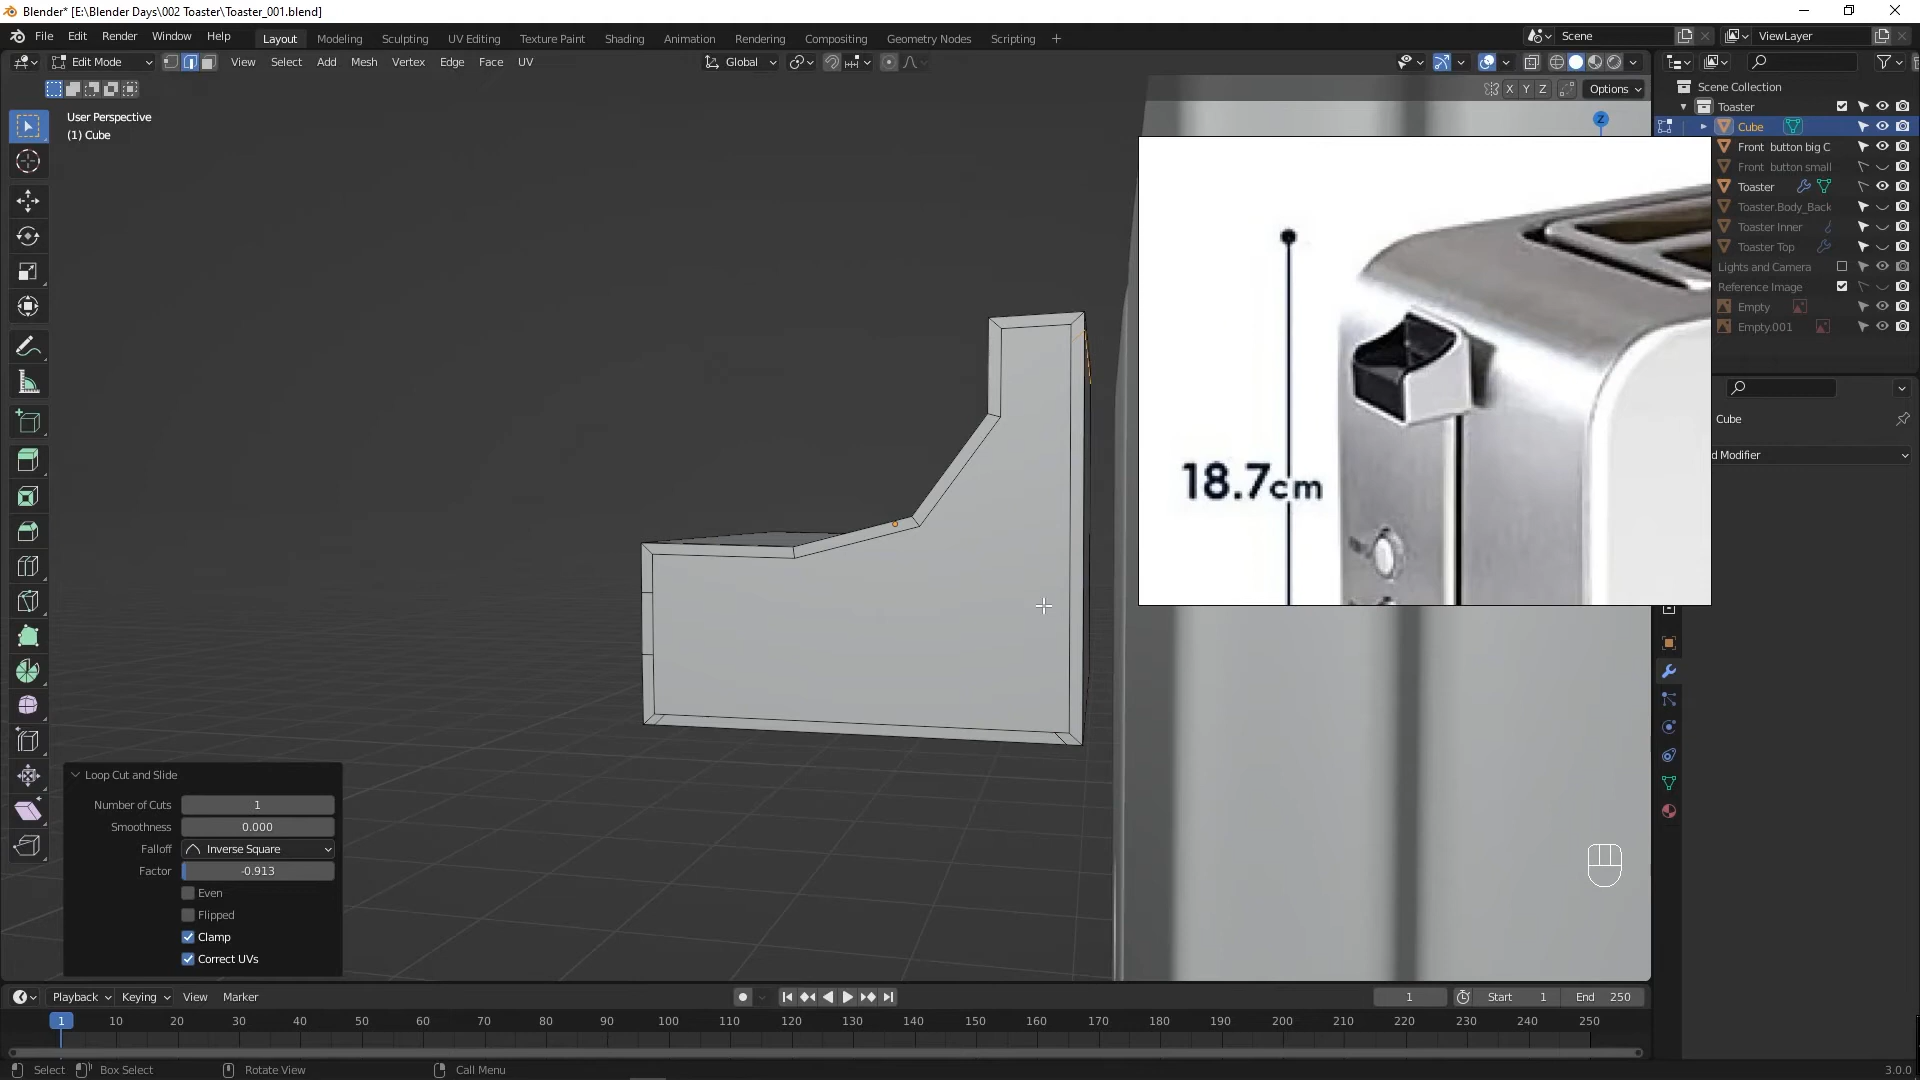 Blender* [E:\Blender Days\002 Toaster\Toaster_001.blend]
File Edit Render Window Help Layout Modeling Sculpting UV Editing Texture Paint Shading Animation Rendering Compositing Geometry Nodes Scripting + Scene ViewLayer
Edit Mode View Select Add Mesh Vertex Edge Face UV Global
X Y Z Options
User Perspective
(1) Cube
Z
Scene Collection
Toaster
Cube
Front button big C
Front button small
Toaster
Toaster.Body_Back
Toaster Inner
Toaster Top
Lights and Camera
Reference Image
Empty
Empty.001
Cube
d Modifier
18.7cm
Loop Cut and Slide
Number of Cuts 1
Smoothness 0.000
Falloff Inverse Square
Factor -0.913
Even
Flipped
Clamp
Correct UVs
Playback Keying View Marker 1 Start 1 End 250
1 10 20 30 40 50 60 70 80 90 100 110 120 130 140 150 160 170 180 190 200 210 220 230 240 250
Select Box Select Rotate View Call Menu 3.0.0